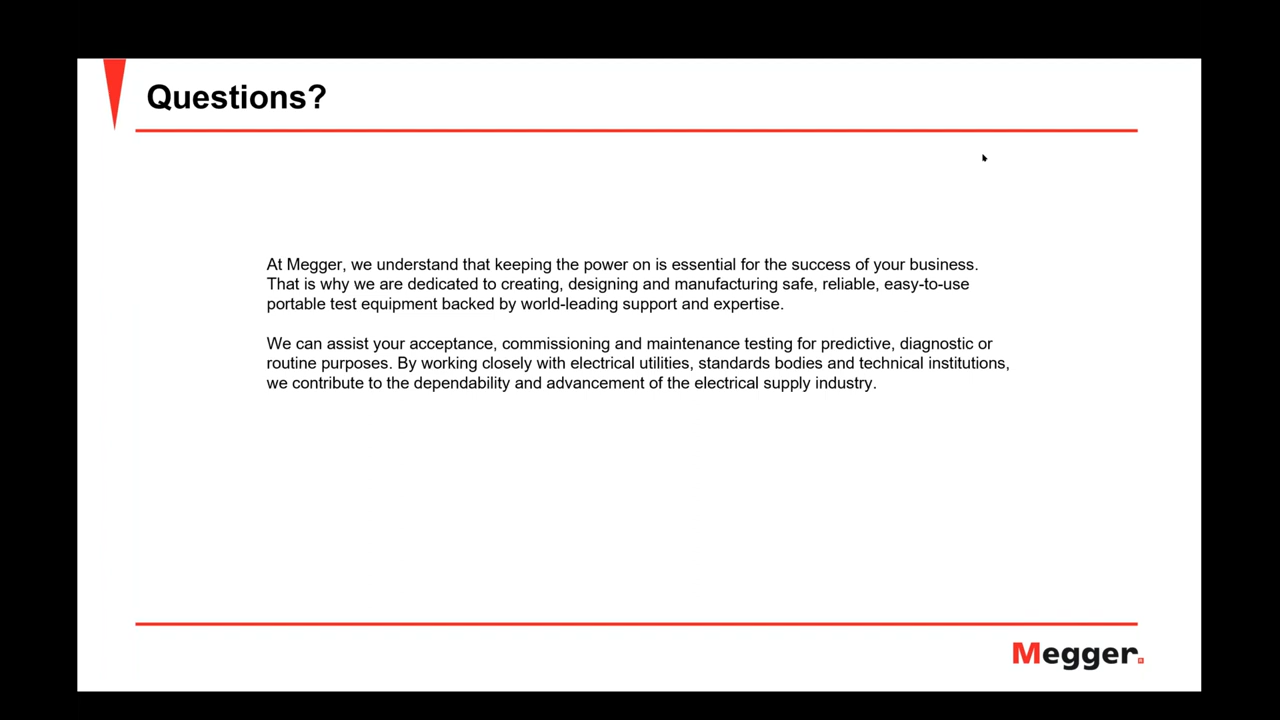 Questions?
At Megger, we understand that keeping the power on is essential for the success of your business.
That is why we are dedicated to creating, designing and manufacturing safe, reliable, easy-to-use
portable test equipment backed by world-leading support and expertise.
We can assist your acceptance, commissioning and maintenance testing for predictive, diagnostic or
routine purposes. By working closely with electrical utilities, standards bodies and technical institutions,
we contribute to the dependability and advancement of the electrical supply industry.
Megger.